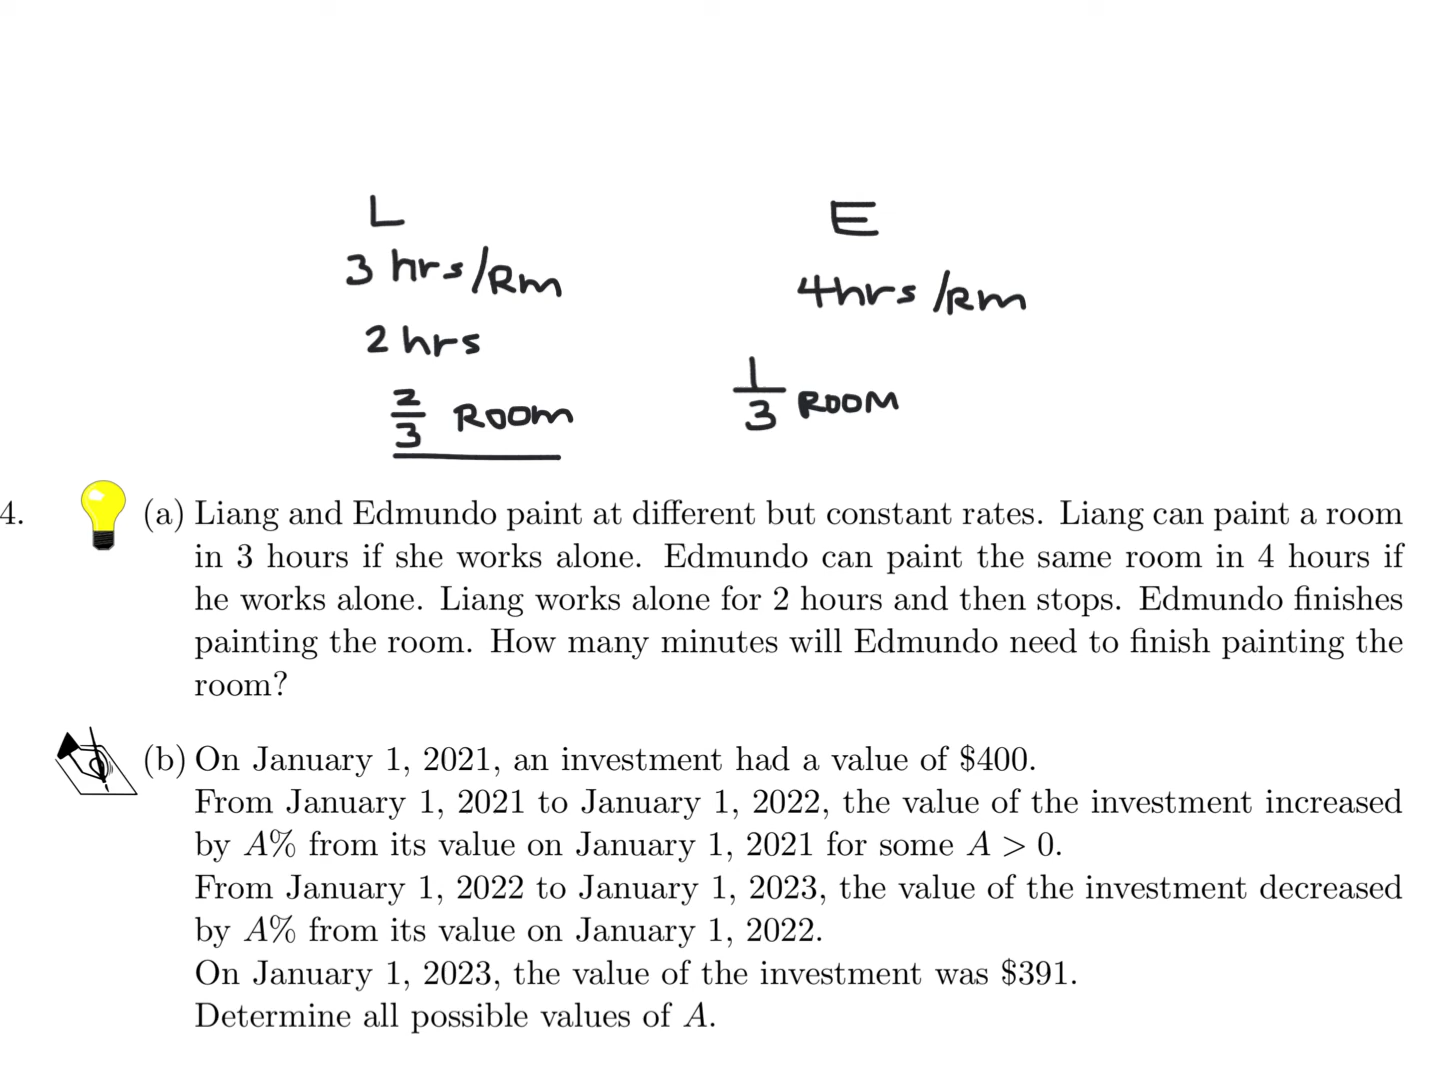 L
E
3 hrs/Rm
4hrs/Rm
2 hrs
2/3 Room
1/3 ROOM
4.
(a) Liang and Edmundo paint at different but constant rates. Liang can paint a room
in 3 hours if she works alone. Edmundo can paint the same room in 4 hours if
he works alone. Liang works alone for 2 hours and then stops. Edmundo finishes
painting the room. How many minutes will Edmundo need to finish painting the
room?
(b) On January 1, 2021, an investment had a value of $400.
From January 1, 2021 to January 1, 2022, the value of the investment increased
by A% from its value on January 1, 2021 for some A > 0.
From January 1, 2022 to January 1, 2023, the value of the investment decreased
by A% from its value on January 1, 2022.
On January 1, 2023, the value of the investment was $391.
Determine all possible values of A.